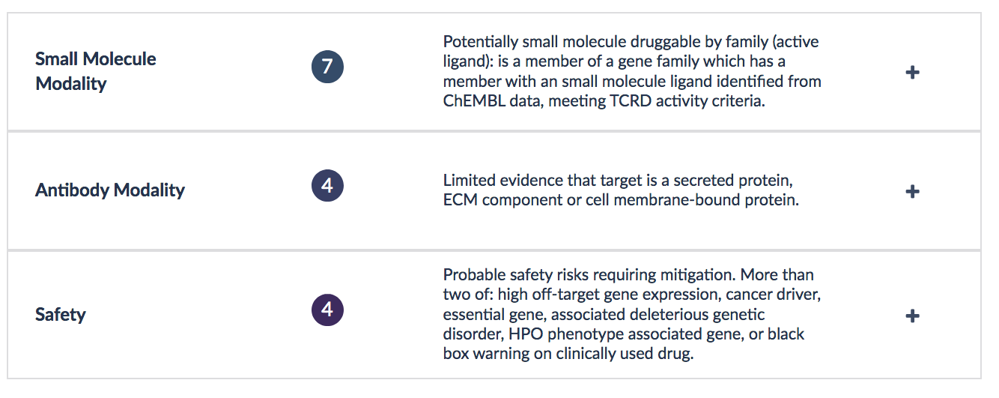 Small Molecule
Modality
7
Potentially small molecule druggable by family (active
ligand): is a member of a gene family which has a
member with an small molecule ligand identified from
ChEMBL data, meeting TCRD activity criteria.
+
Antibody Modality
4
Limited evidence that target is a secreted protein,
ECM component or cell membrane-bound protein.
+
Safety
4
Probable safety risks requiring mitigation. More than
two of: high off-target gene expression, cancer driver,
essential gene, associated deleterious genetic
disorder, HPO phenotype associated gene, or black
box warning on clinically used drug.
+